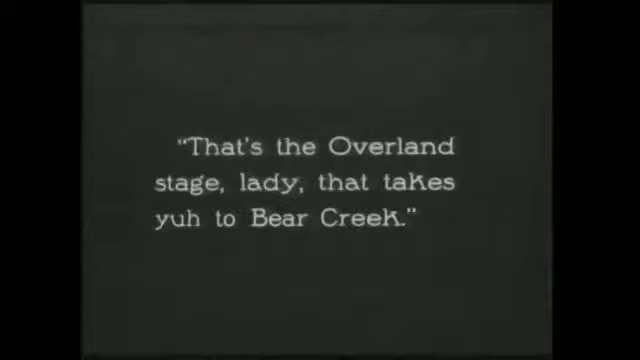 "That's the Overland
stage, lady, that takes
yuh to Bear Creek."